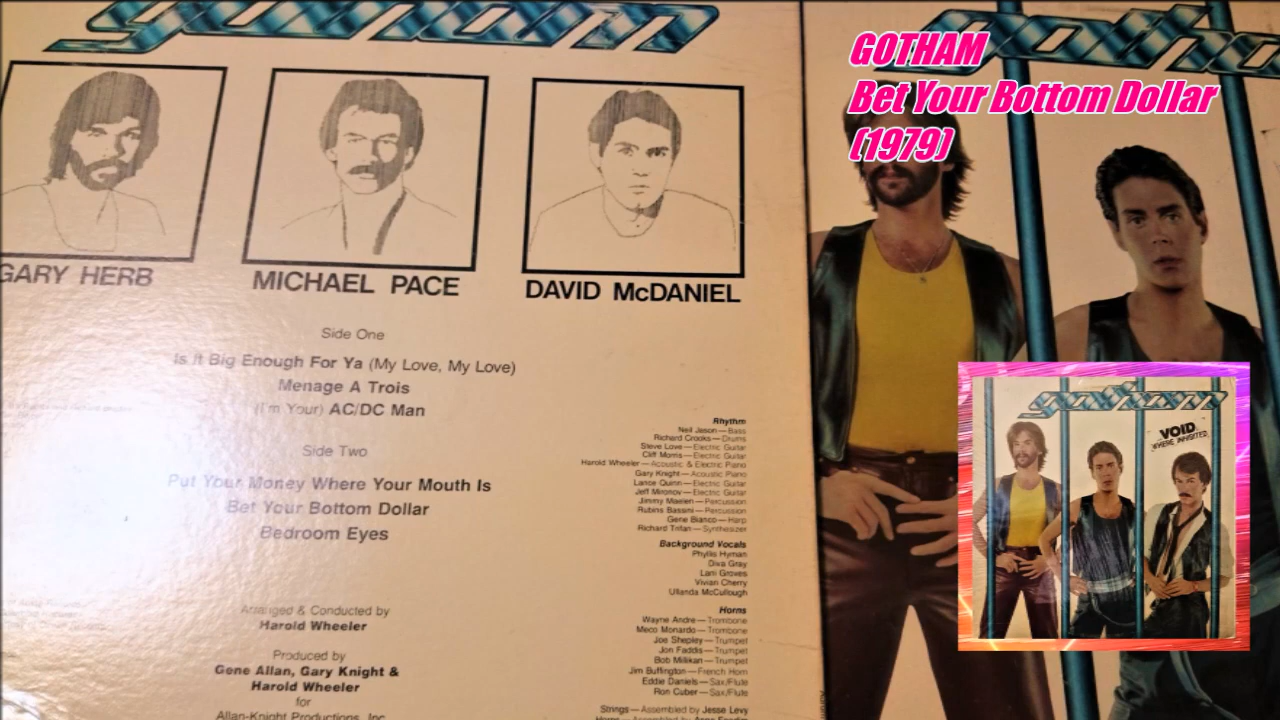 gotham
GARY HERB
MICHAEL PACE
DAVID McDANIEL
Side One
Is It Big Enough For Ya (My Love, My Love)
Menage A Trois
(I'm Your) AC/DC Man
Side Two
Put Your Money Where Your Mouth Is
Bet Your Bottom Dollar
Bedroom Eyes
Arranged & Conducted by
Harold Wheeler
Produced by
Gene Allan, Gary Knight &
Harold Wheeler
for
Allan-Knight Productions, Inc.
Rhythm
Neil Jason—Bass
Richard Crooks—Drums
Steve Love—Electric Guitar
Cliff Morris—Electric Guitar
Harold Wheeler—Acoustic & Electric Piano
Gary Knight—Acoustic Piano
Lance Quinn—Electric Guitar
Jeff Mironov—Electric Guitar
Jimmy Maelen—Percussion
Rubins Bassini—Percussion
Gene Bianco—Harp
Richard Trifan—Synthesizer
Background Vocals
Phyllis Hyman
Diva Gray
Lani Groves
Vivian Cherry
Ullanda McCullough
Horns
Wayne Andre—Trombone
Meco Monardo—Trombone
Joe Shepley—Trumpet
Jon Faddis—Trumpet
Bob Millikan—Trumpet
Jim Buffington—French Horn
Eddie Daniels—Sax/Flute
Ron Cuber—Sax/Flute
Strings—Assembled by Jesse Levy
gotha
GOTHAM
Bet Your Bottom Dollar
(1979)
gotham
VOID
WHERE INHIBITED